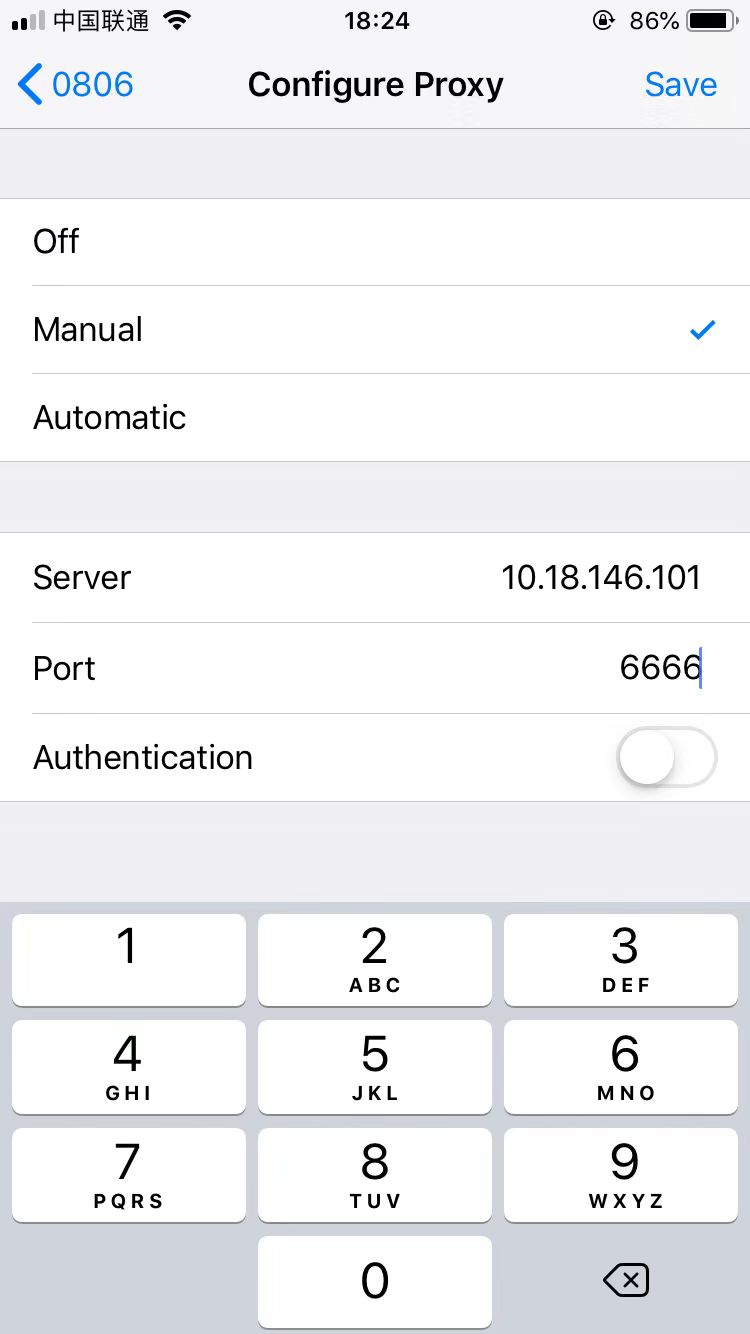 中国联通 18:24 86%
0806 Configure Proxy Save
Off
Manual
Automatic
Server 10.18.146.101
Port 6666
Authentication
1 2 3
ABC DEF
4 5 6
GHI JKL MNO
7 8 9
PQRS TUV WXYZ
0